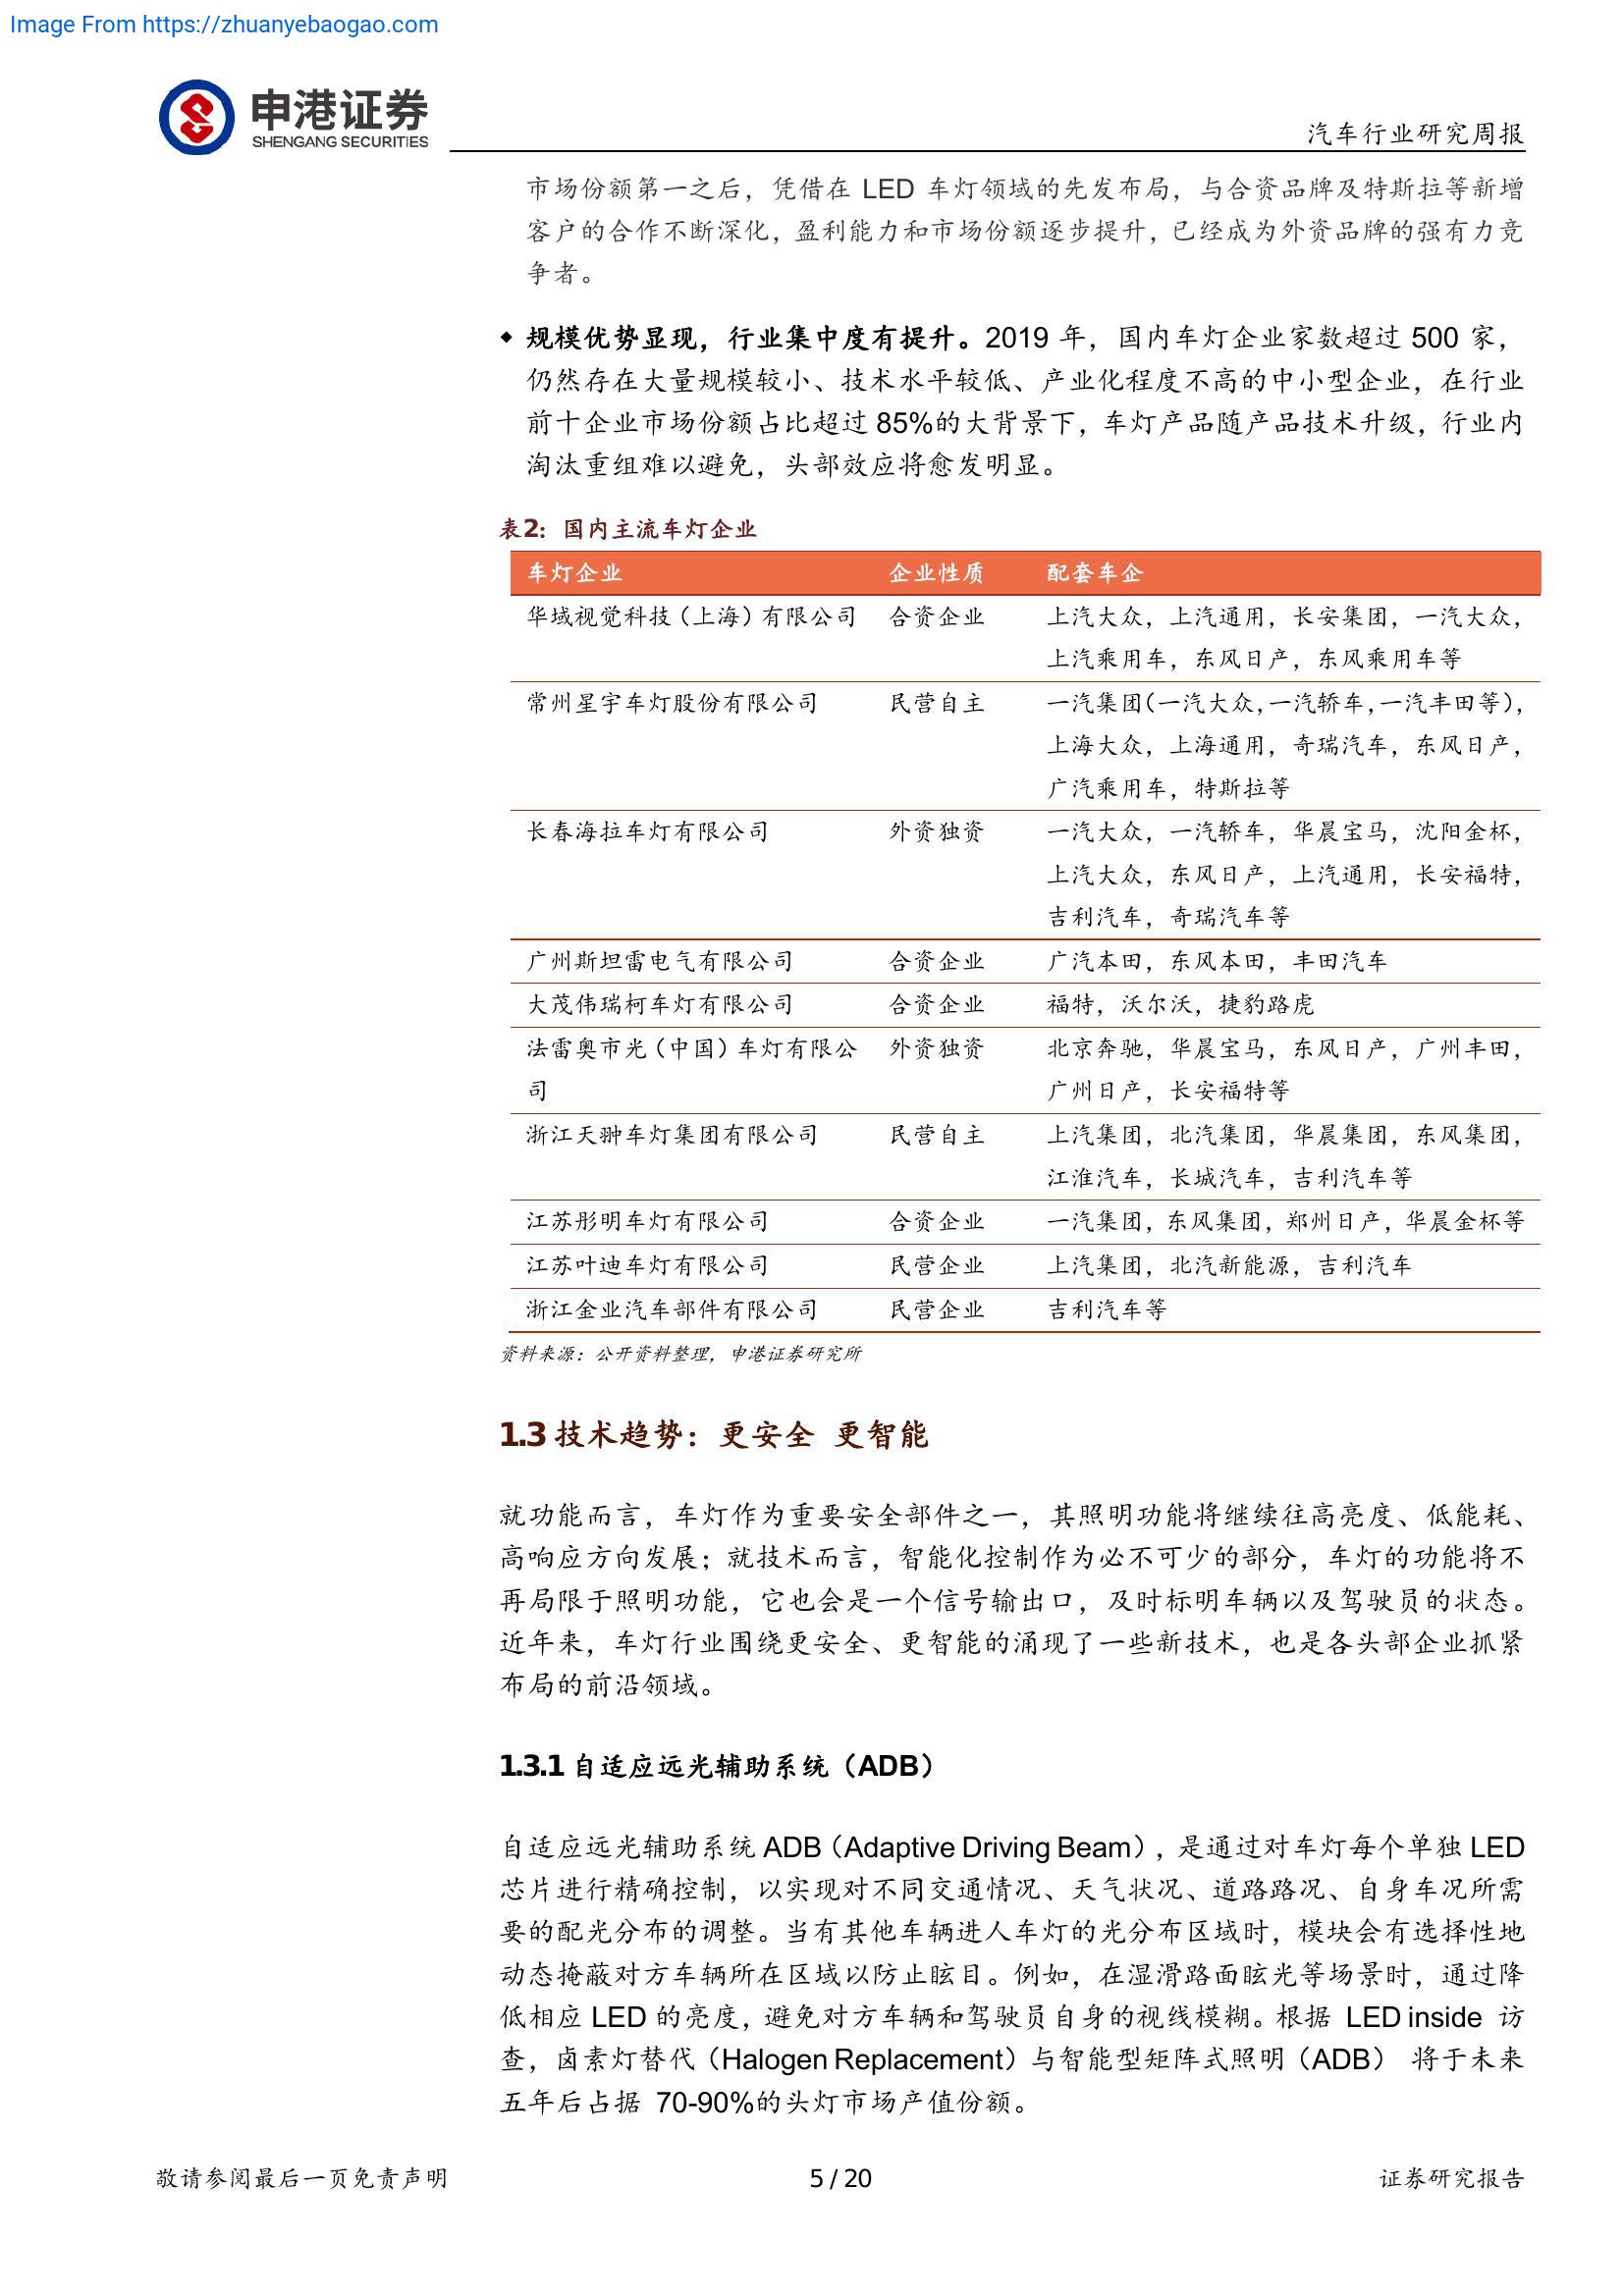 Image From https://zhuanyebaogao.com
申港证券
SHENGANG SECURITIES
汽车行业研究周报
市场份额第一之后，凭借在 LED 车灯领域的先发布局，与合资品牌及特斯拉等新增
客户的合作不断深化，盈利能力和市场份额逐步提升，已经成为外资品牌的强有力竞
争者。
◆ 规模优势显现，行业集中度有提升。2019 年，国内车灯企业家数超过 500 家，
仍然存在大量规模较小、技术水平较低、产业化程度不高的中小型企业，在行业
前十企业市场份额占比超过 85%的大背景下，车灯产品随产品技术升级，行业内
淘汰重组难以避免，头部效应将愈发明显。
表2：国内主流车灯企业
车灯企业 企业性质 配套车企
华域视觉科技（上海）有限公司 合资企业 上汽大众，上汽通用，长安集团，一汽大众，
上汽乘用车，东风日产，东风乘用车等
常州星宇车灯股份有限公司 民营自主 一汽集团（一汽大众，一汽轿车，一汽丰田等），
上海大众，上海通用，奇瑞汽车，东风日产，
广汽乘用车，特斯拉等
长春海拉车灯有限公司 外资独资 一汽大众，一汽轿车，华晨宝马，沈阳金杯，
上汽大众，东风日产，上汽通用，长安福特，
吉利汽车，奇瑞汽车等
广州斯坦雷电气有限公司 合资企业 广汽本田，东风本田，丰田汽车
大茂伟瑞柯车灯有限公司 合资企业 福特，沃尔沃，捷豹路虎
法雷奥市光（中国）车灯有限公 外资独资 北京奔驰，华晨宝马，东风日产，广州丰田，
司 广州日产，长安福特等
浙江天翀车灯集团有限公司 民营自主 上汽集团，北汽集团，华晨集团，东风集团，
江淮汽车，长城汽车，吉利汽车等
江苏彤明车灯有限公司 合资企业 一汽集团，东风集团，郑州日产，华晨金杯等
江苏叶迪车灯有限公司 民营企业 上汽集团，北汽新能源，吉利汽车
浙江金业汽车部件有限公司 民营企业 吉利汽车等
资料来源：公开资料整理，申港证券研究所
1.3 技术趋势：更安全 更智能
就功能而言，车灯作为重要安全部件之一，其照明功能将继续往高亮度、低能耗、
高响应方向发展；就技术而言，智能化控制作为必不可少的部分，车灯的功能将不
再局限于照明功能，它也会是一个信号输出口，及时标明车辆以及驾驶员的状态。
近年来，车灯行业围绕更安全、更智能的涌现了一些新技术，也是各头部企业抓紧
布局的前沿领域。
1.3.1 自适应远光辅助系统（ADB）
自适应远光辅助系统 ADB（Adaptive Driving Beam），是通过对车灯每个单独 LED
芯片进行精确控制，以实现对不同交通情况、天气状况、道路路况、自身车况所需
要的配光分布的调整。当有其他车辆进人车灯的光分布区域时，模块会有选择性地
动态掩蔽对方车辆所在区域以防止眩目。例如，在湿滑路面眩光等场景时，通过降
低相应 LED 的亮度，避免对方车辆和驾驶员自身的视线模糊。根据 LED inside 访
查，卤素灯替代（Halogen Replacement）与智能型矩阵式照明（ADB） 将于未来
五年后占据 70-90%的头灯市场产值份额。
敬请参阅最后一页免责声明 5 / 20 证券研究报告